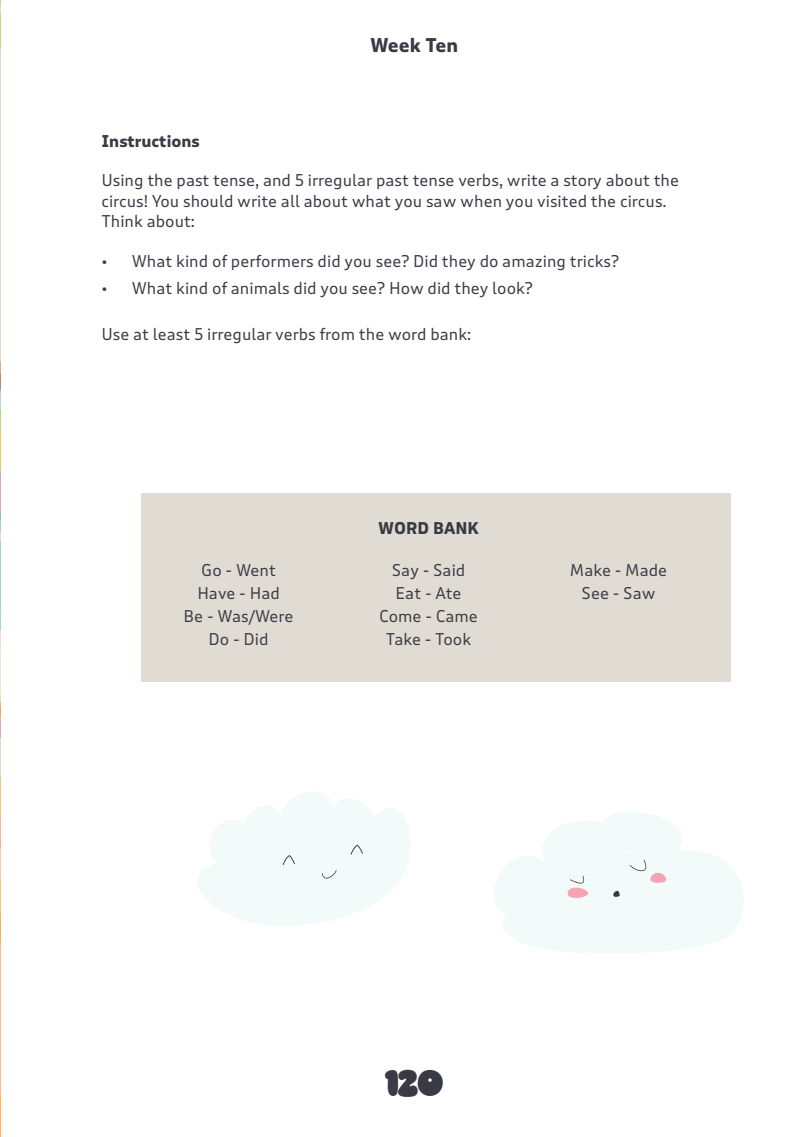 Week Ten
Instructions
Using the past tense, and 5 irregular past tense verbs, write a story about the
circus! You should write all about what you saw when you visited the circus.
Think about:
• What kind of performers did you see? Did they do amazing tricks?
• What kind of animals did you see? How did they look?
Use at least 5 irregular verbs from the word bank:
WORD BANK
Go - Went
Have - Had
Be - Was/Were
Do - Did
Say - Said
Eat - Ate
Come - Came
Take - Took
Make - Made
See - Saw
120